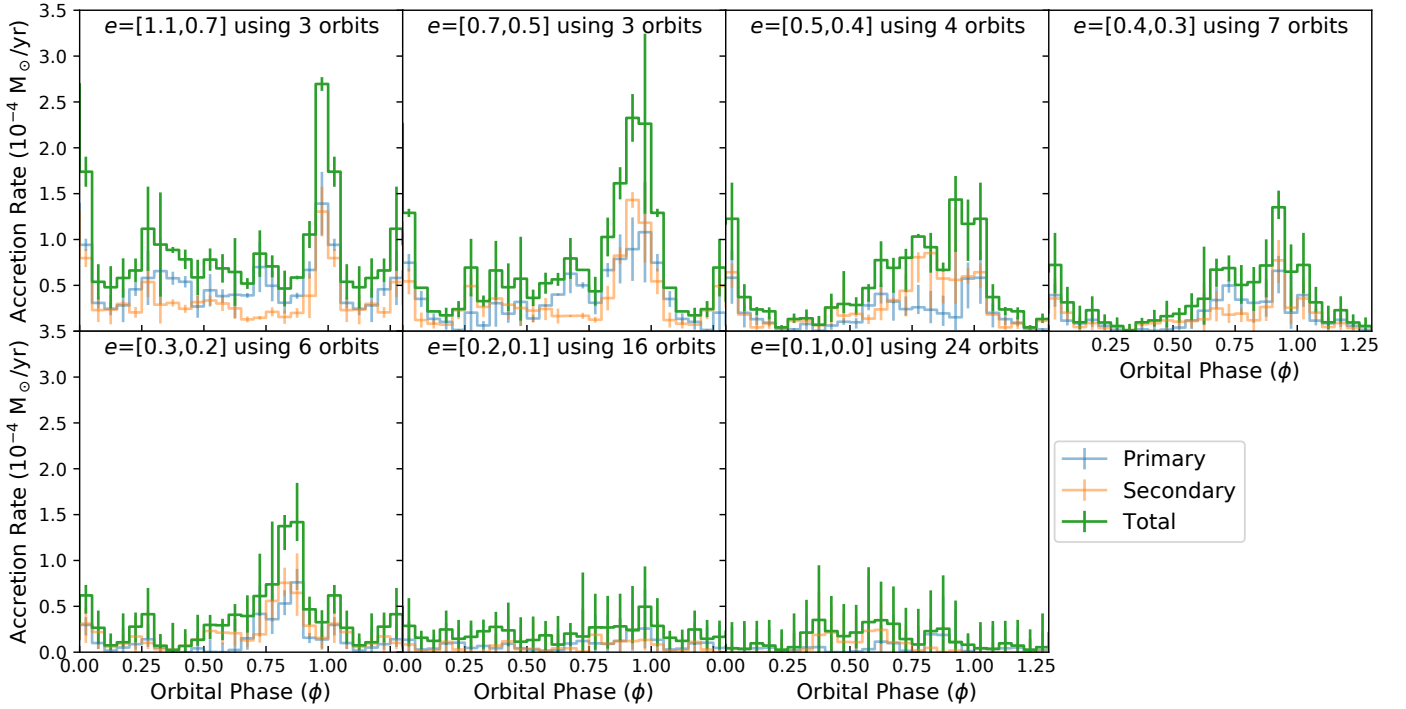 3.5
e=[1.1,0.7] using 3 orbits
e=[0.7,0.5] using 3 orbits
e=[0.5,0.4] using 4 orbits
e=[0.4,0.3] using 7 orbits
3.0
2.5
2.0
1.5
1.0
0.5
Accretion Rate (10⁻⁴ M⊙/yr)
0.25 0.50 0.75 1.00 1.25
Orbital Phase (ϕ)
3.5
e=[0.3,0.2] using 6 orbits
e=[0.2,0.1] using 16 orbits
e=[0.1,0.0] using 24 orbits
3.0
2.5
2.0
1.5
1.0
0.5
0.0
Accretion Rate (10⁻⁴ M⊙/yr)
Primary
Secondary
Total
0.00 0.25 0.50 0.75 1.00
0.00 0.25 0.50 0.75 1.00
0.00 0.25 0.50 0.75 1.00 1.25
Orbital Phase (ϕ)
Orbital Phase (ϕ)
Orbital Phase (ϕ)